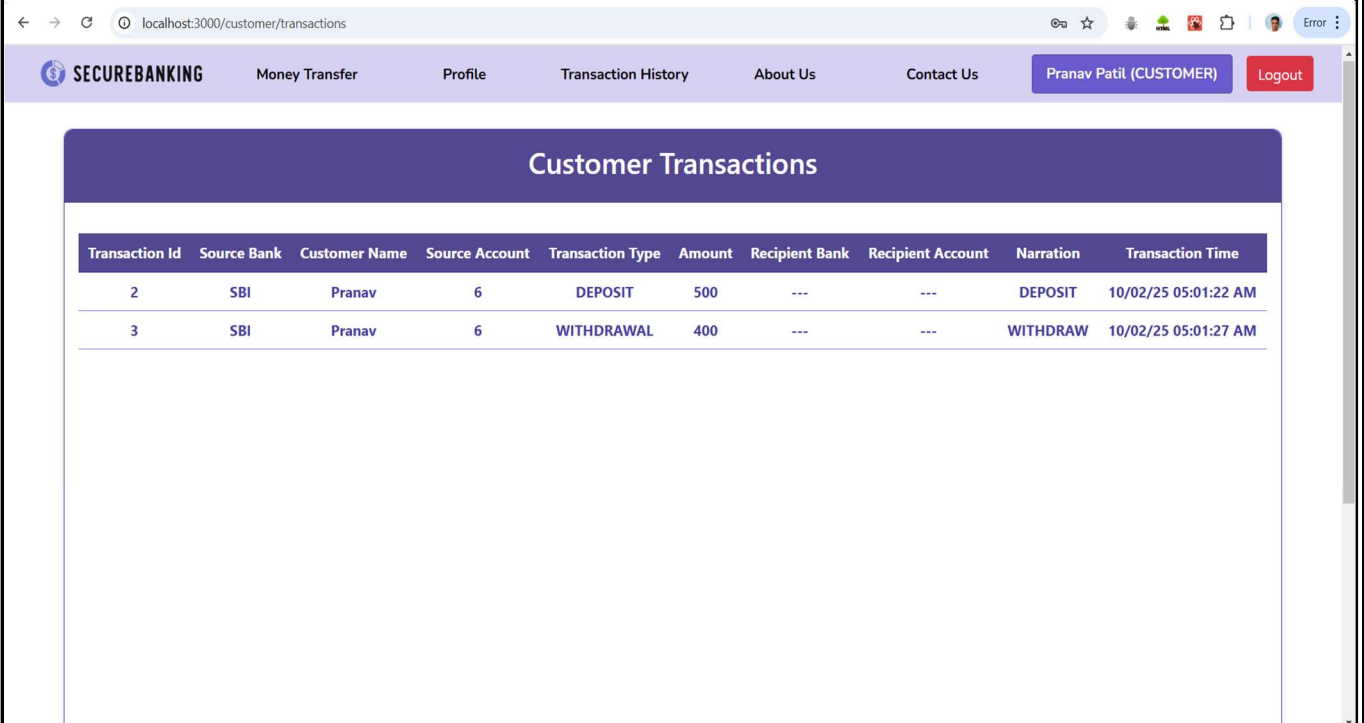 localhost:3000/customer/transactions Error
SECUREBANKING Money Transfer Profile Transaction History About Us Contact Us Pranav Patil (CUSTOMER) Logout
Customer Transactions
Transaction Id Source Bank Customer Name Source Account Transaction Type Amount Recipient Bank Recipient Account Narration Transaction Time
2 SBI Pranav 6 DEPOSIT 500 --- --- DEPOSIT 10/02/25 05:01:22 AM
3 SBI Pranav 6 WITHDRAWAL 400 --- --- WITHDRAW 10/02/25 05:01:27 AM